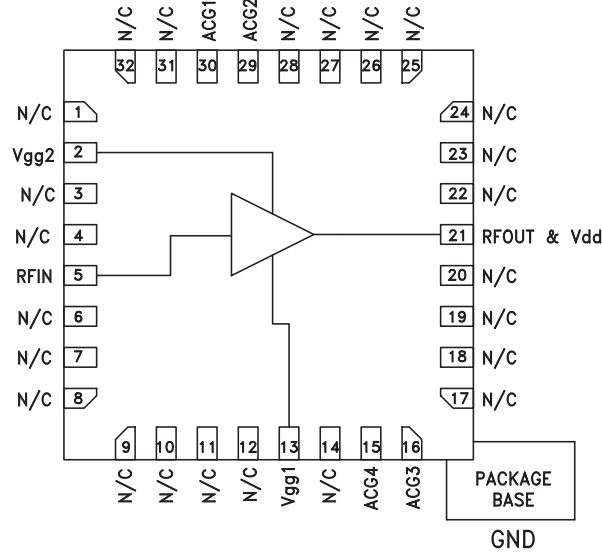 N/C N/C ACG1 ACG2 N/C N/C N/C N/C
32 31 30 29 28 27 26 25
N/C 1
Vgg2 2
N/C 3
N/C 4
RFIN 5
N/C 6
N/C 7
N/C 8
24 N/C
23 N/C
22 N/C
21 RFOUT & Vdd
20 N/C
19 N/C
18 N/C
17 N/C
9 10 11 12 13 14 15 16
N/C N/C N/C N/C Vgg1 N/C ACG4 ACG3
PACKAGE
BASE
GND